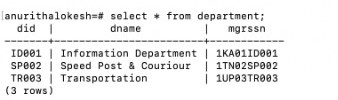 anurithalokesh=# select * from department;
did | dname | mgrssn
-------+------------------------+------------
ID001 | Information Department | 1KA01ID001
SP002 | Speed Post & Couriour | 1TN02SP002
TR003 | Transportation | 1UP03TR003
(3 rows)